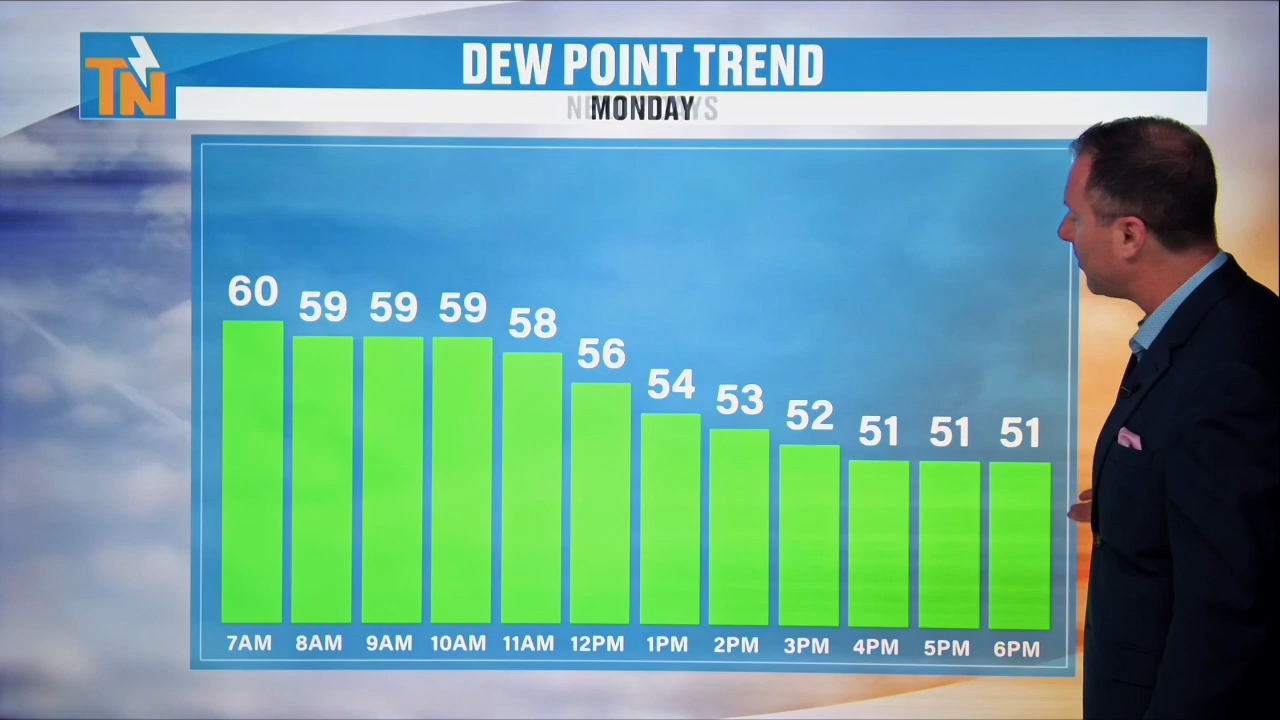 TN
DEW POINT TREND
MONDAY
60 59 59 59 58 56 54 53 52 51 51 51
7AM 8AM 9AM 10AM 11AM 12PM 1PM 2PM 3PM 4PM 5PM 6PM